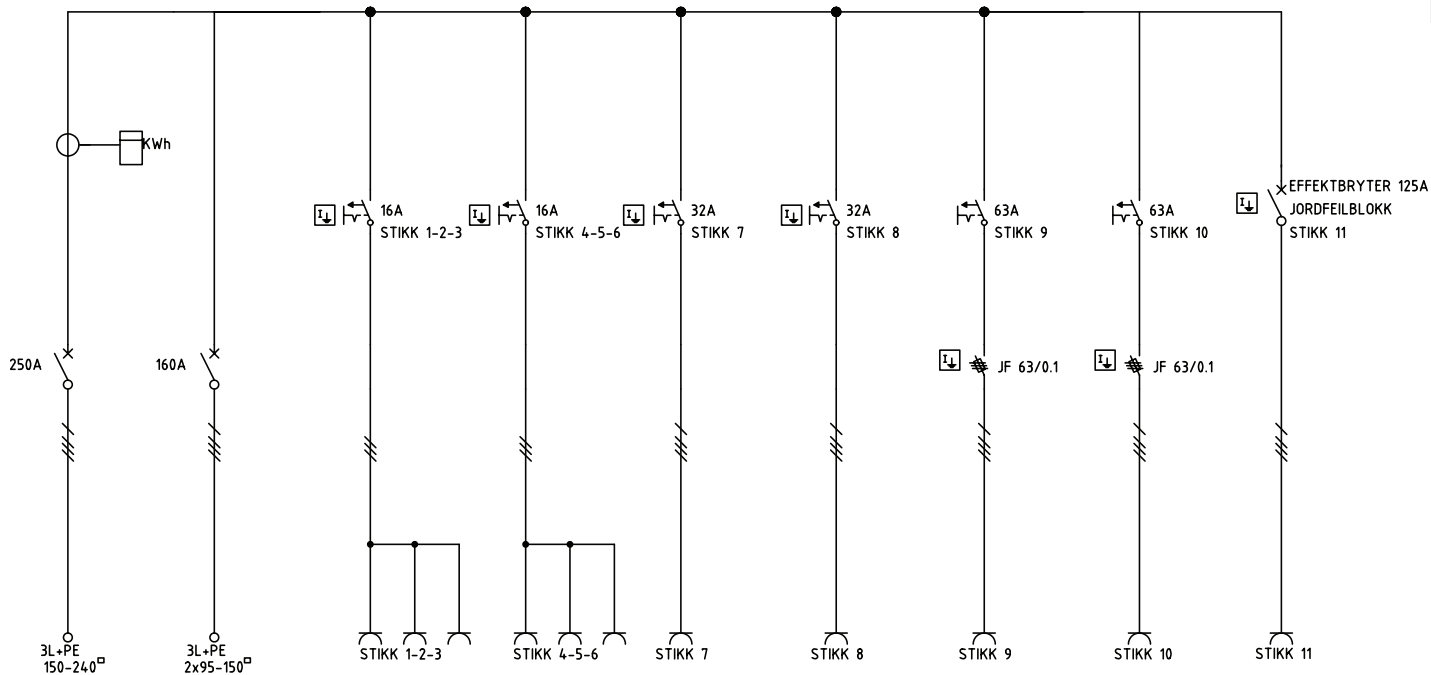 KWh
16A
STIKK 1-2-3
16A
STIKK 4-5-6
32A
STIKK 7
32A
STIKK 8
63A
STIKK 9
63A
STIKK 10
EFFEKTBRYTER 125A
JORDFEILBLOKK
STIKK 11
I
I
I
I
I
250A
160A
I
JF 63/0.1
I
JF 63/0.1
3L+PE
150-240□
3L+PE
2x95-150□
STIKK 1-2-3
STIKK 4-5-6
STIKK 7
STIKK 8
STIKK 9
STIKK 10
STIKK 11